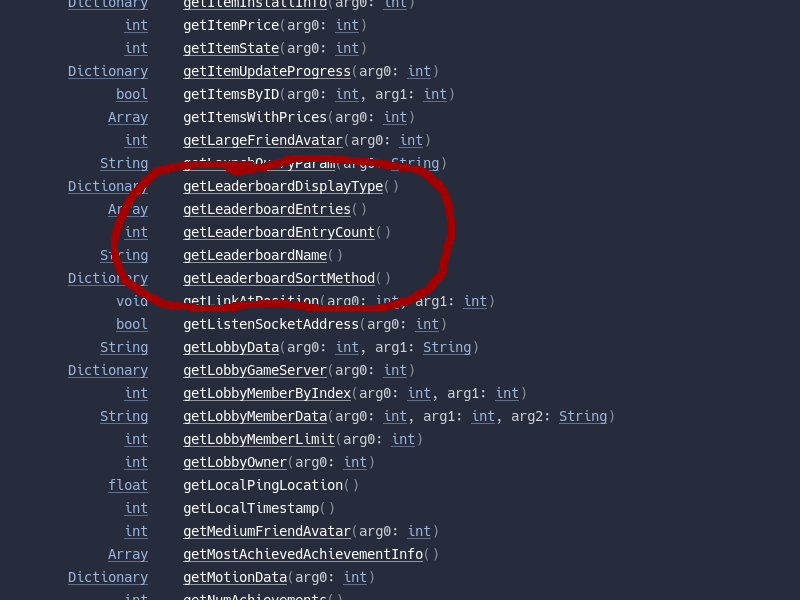 Dictionary getItemInstallInfo(arg0: int)
int getItemPrice(arg0: int)
int getItemState(arg0: int)
Dictionary getItemUpdateProgress(arg0: int)
bool getItemsByID(arg0: int, arg1: int)
Array getItemsWithPrices(arg0: int)
int getLargeFriendAvatar(arg0: int)
String getLaunchQueryParam(arg0: String)
Dictionary getLeaderboardDisplayType()
Array getLeaderboardEntries()
int getLeaderboardEntryCount()
String getLeaderboardName()
Dictionary getLeaderboardSortMethod()
void getLinkAtPosition(arg0: int, arg1: int)
bool getListenSocketAddress(arg0: int)
String getLobbyData(arg0: int, arg1: String)
Dictionary getLobbyGameServer(arg0: int)
int getLobbyMemberByIndex(arg0: int, arg1: int)
String getLobbyMemberData(arg0: int, arg1: int, arg2: String)
int getLobbyMemberLimit(arg0: int)
int getLobbyOwner(arg0: int)
float getLocalPingLocation()
int getLocalTimestamp()
int getMediumFriendAvatar(arg0: int)
Array getMostAchievedAchievementInfo()
Dictionary getMotionData(arg0: int)
int getNumAchievements()